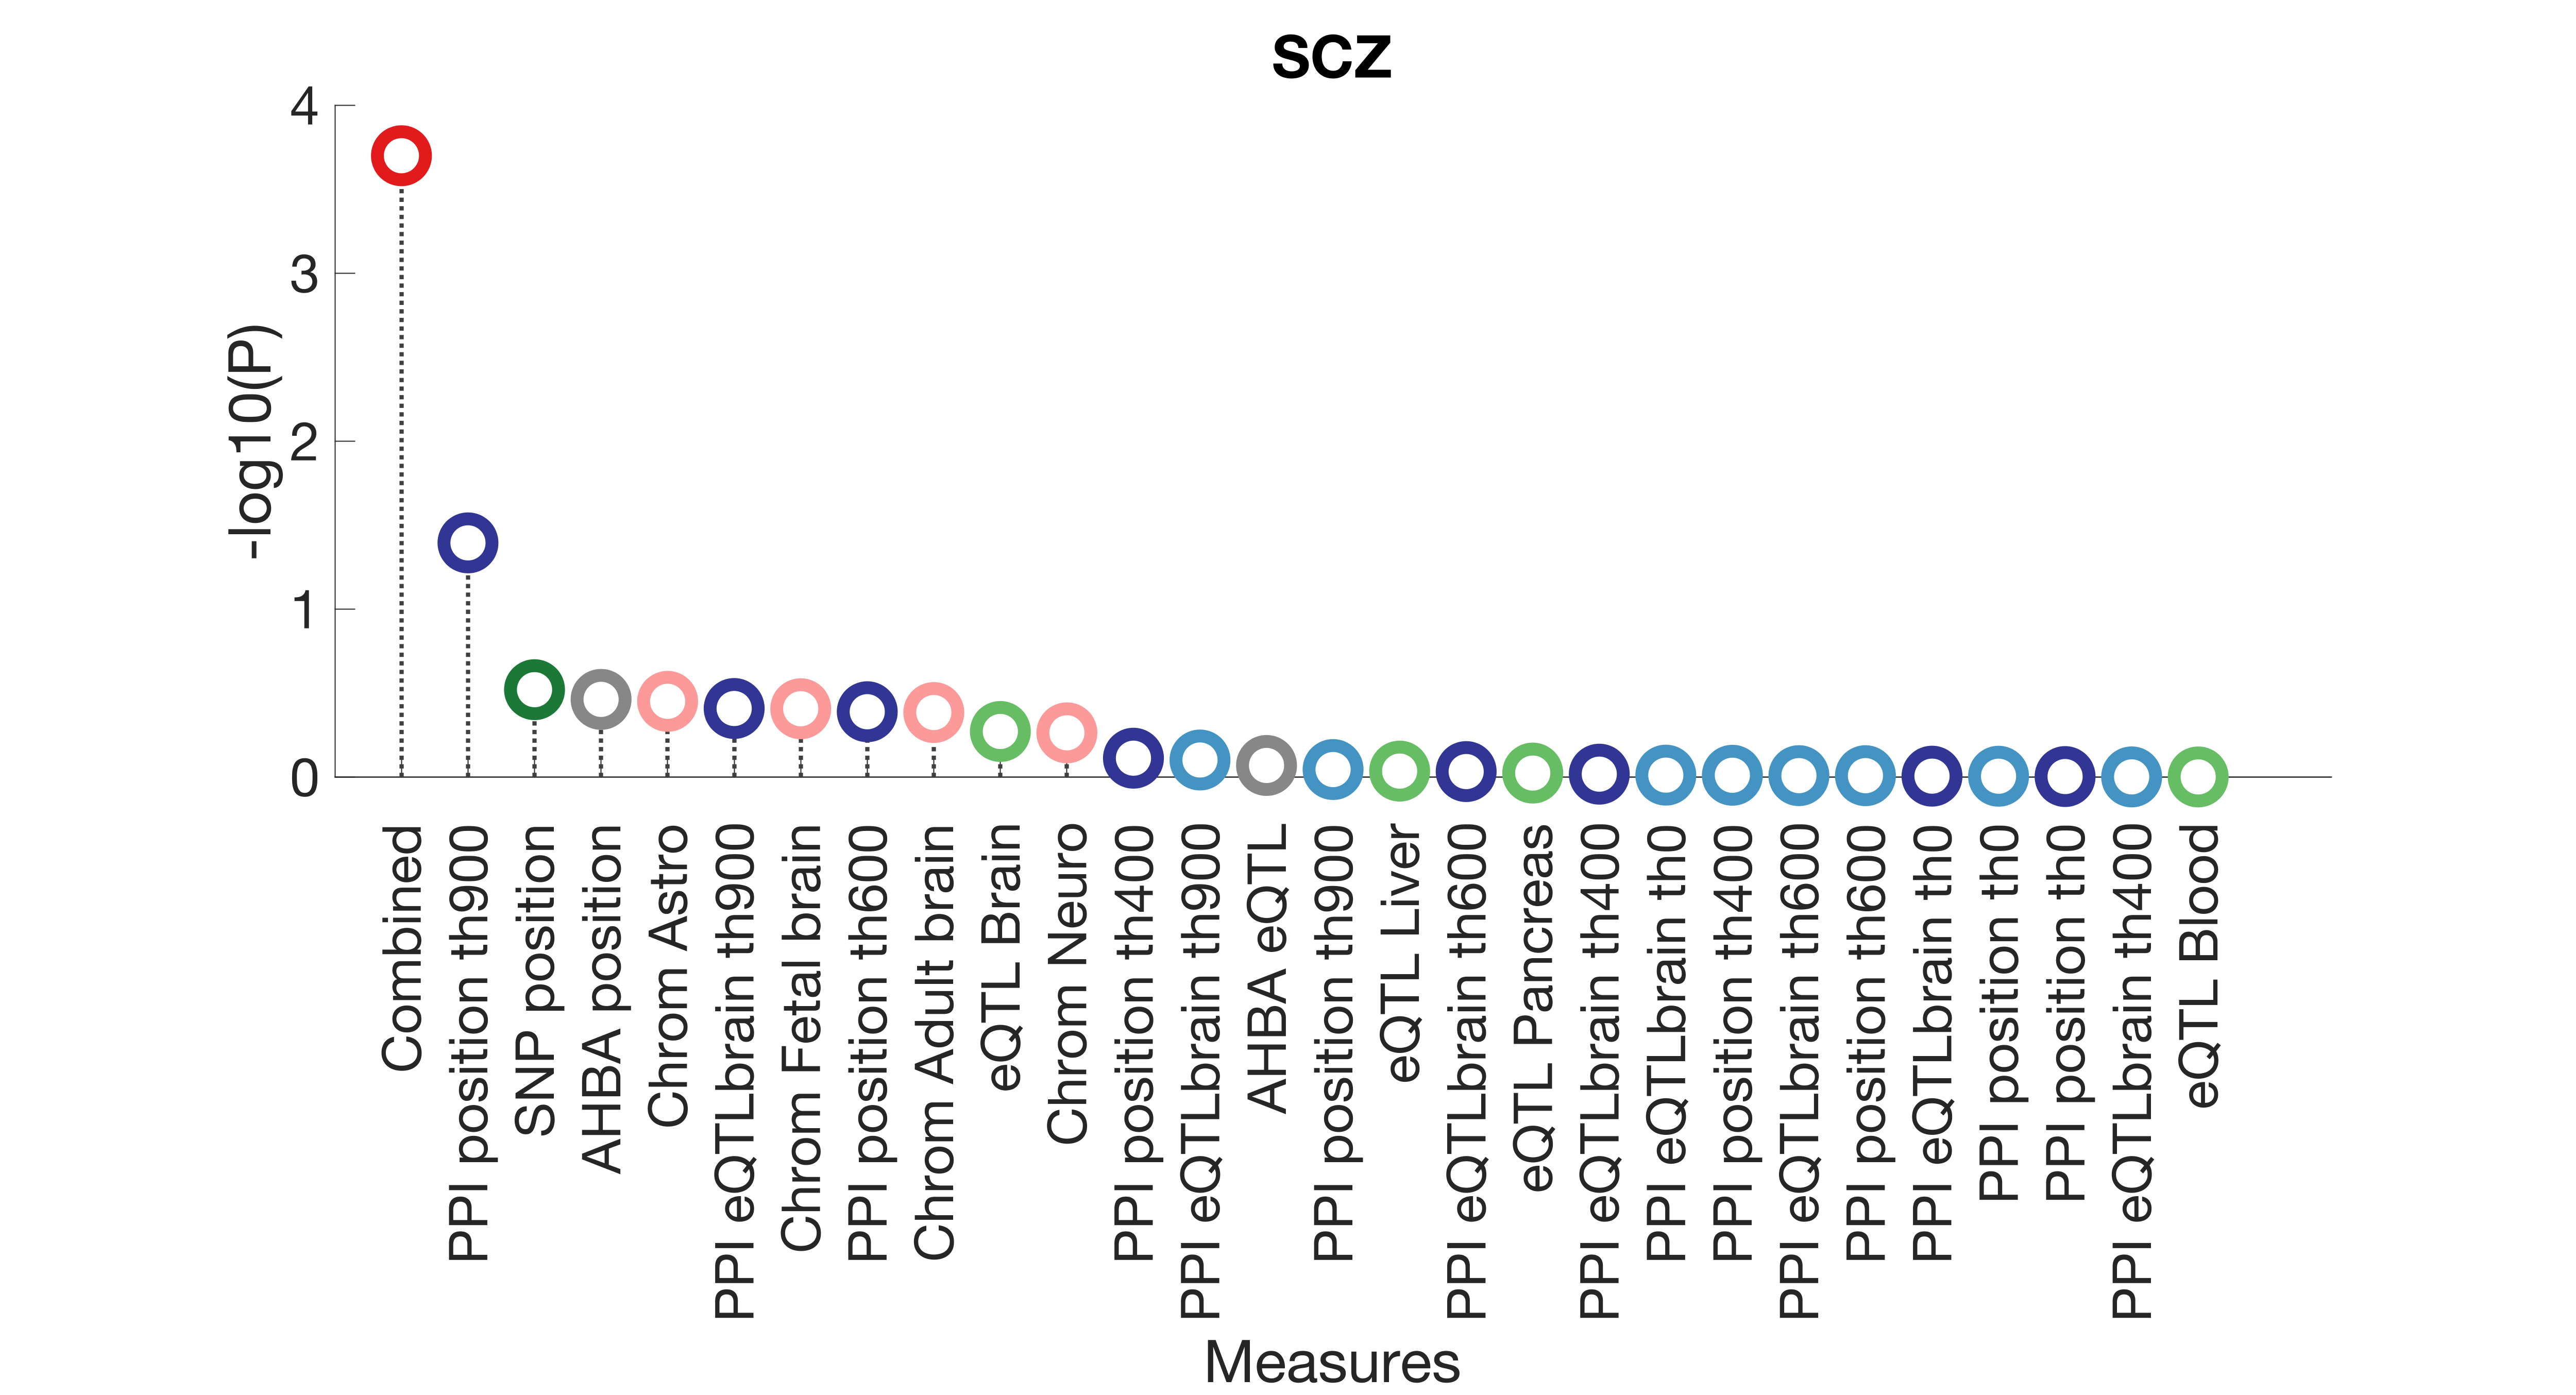 SCZ
4
3
2
1
0
-log10(P)
Combined
PPI position th900
SNP position
AHBA position
Chrom Astro
PPI eQTLbrain th900
Chrom Fetal brain
PPI position th600
Chrom Adult brain
eQTL Brain
Chrom Neuro
PPI position th400
PPI eQTLbrain th900
AHBA eQTL
PPI position th900
eQTL Liver
PPI eQTLbrain th600
eQTL Pancreas
PPI eQTLbrain th400
PPI eQTLbrain th0
PPI position th400
PPI eQTLbrain th600
PPI position th600
PPI eQTLbrain th0
PPI position th0
PPI position th0
PPI eQTLbrain th400
eQTL Blood
Measures